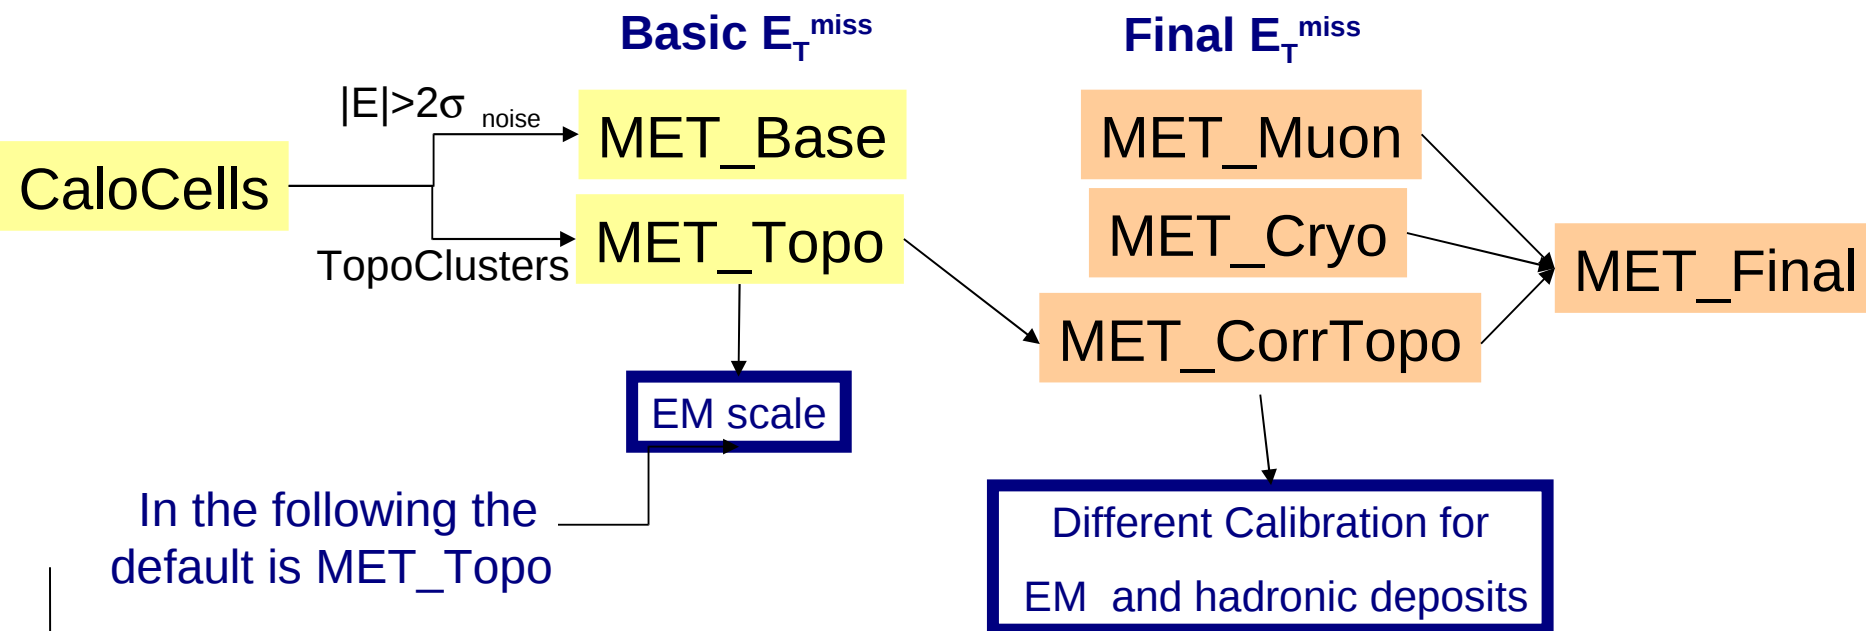 Basic E_T^miss
Final E_T^miss
|E|>2σ noise
MET_Base
MET_Muon
CaloCells
MET_Topo
MET_Cryo
TopoClusters
MET_Final
MET_CorrTopo
EM scale
In the following the
default is MET_Topo
Different Calibration for
EM  and hadronic deposits